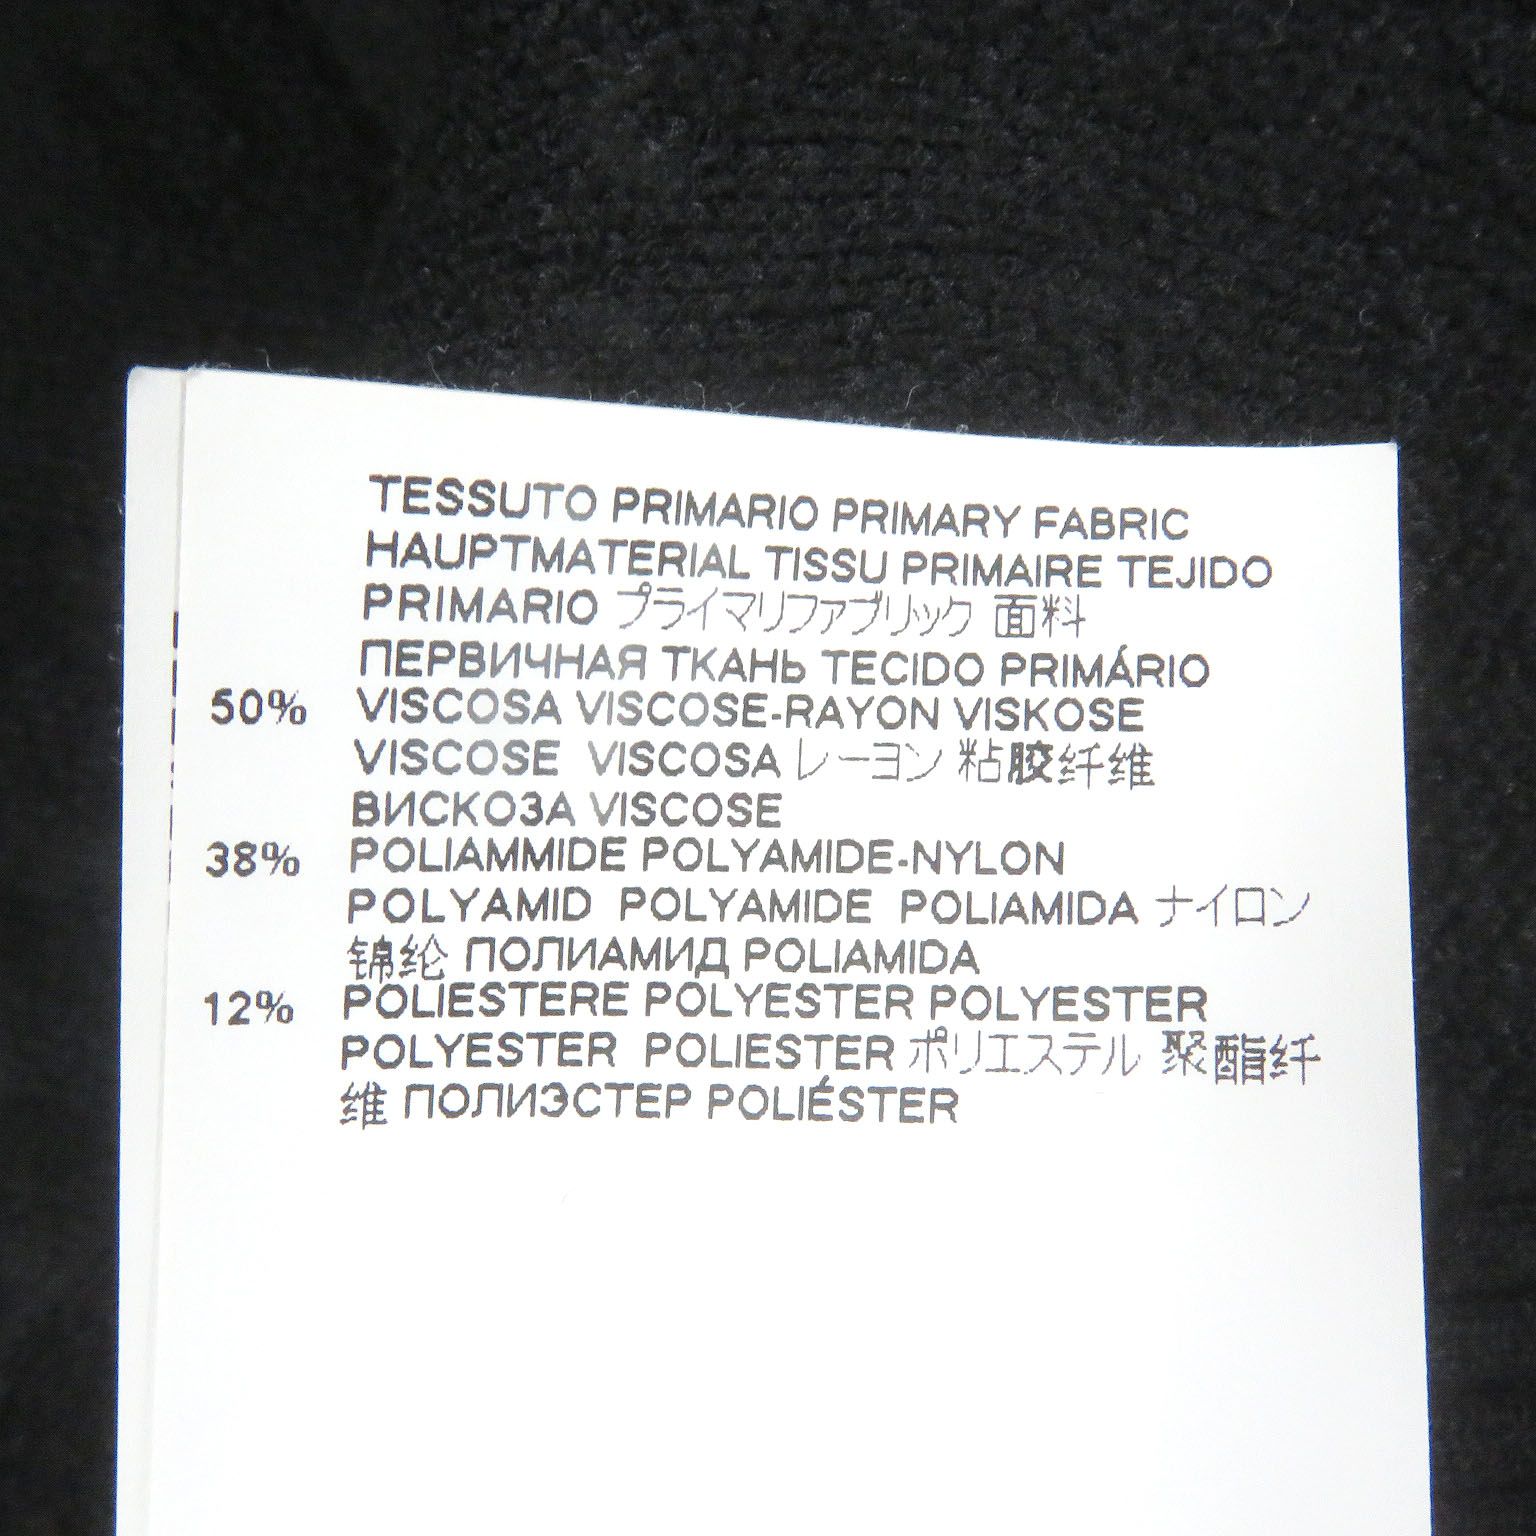 TESSUTO PRIMARIO PRIMARY FABRIC
HAUPTMATERIAL TISSU PRIMAIRE TEJIDO
PRIMARIO プライマリファブリック 面料
ПЕРВИЧНАЯ ТКАНЬ TECIDO PRIMÁRIO
50% VISCOSA VISCOSE-RAYON VISKOSE
VISCOSE VISCOSA レーヨン 粘胶纤维
ВИСКОЗА VISCOSE
38% POLIAMMIDE POLYAMIDE-NYLON
POLYAMID POLYAMIDE POLIAMIDA ナイロン
锦纶 ПОЛИАМИД POLIAMIDA
12% POLIESTERE POLYESTER POLYESTER
POLYESTER POLIESTER ポリエステル 聚酯纤
维 ПОЛИЭСТЕР POLIÉSTER